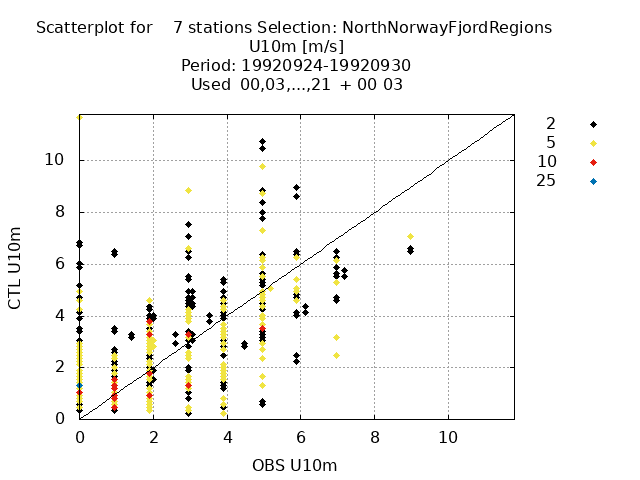 Scatterplot for 7 stations Selection: NorthNorwayFjordRegions
U10m [m/s]
Period: 19920924-19920930
Used 00,03,...,21 + 00 03
2
5
10
25
10
8
6
4
2
0
CTL U10m
0 2 4 6 8 10
OBS U10m